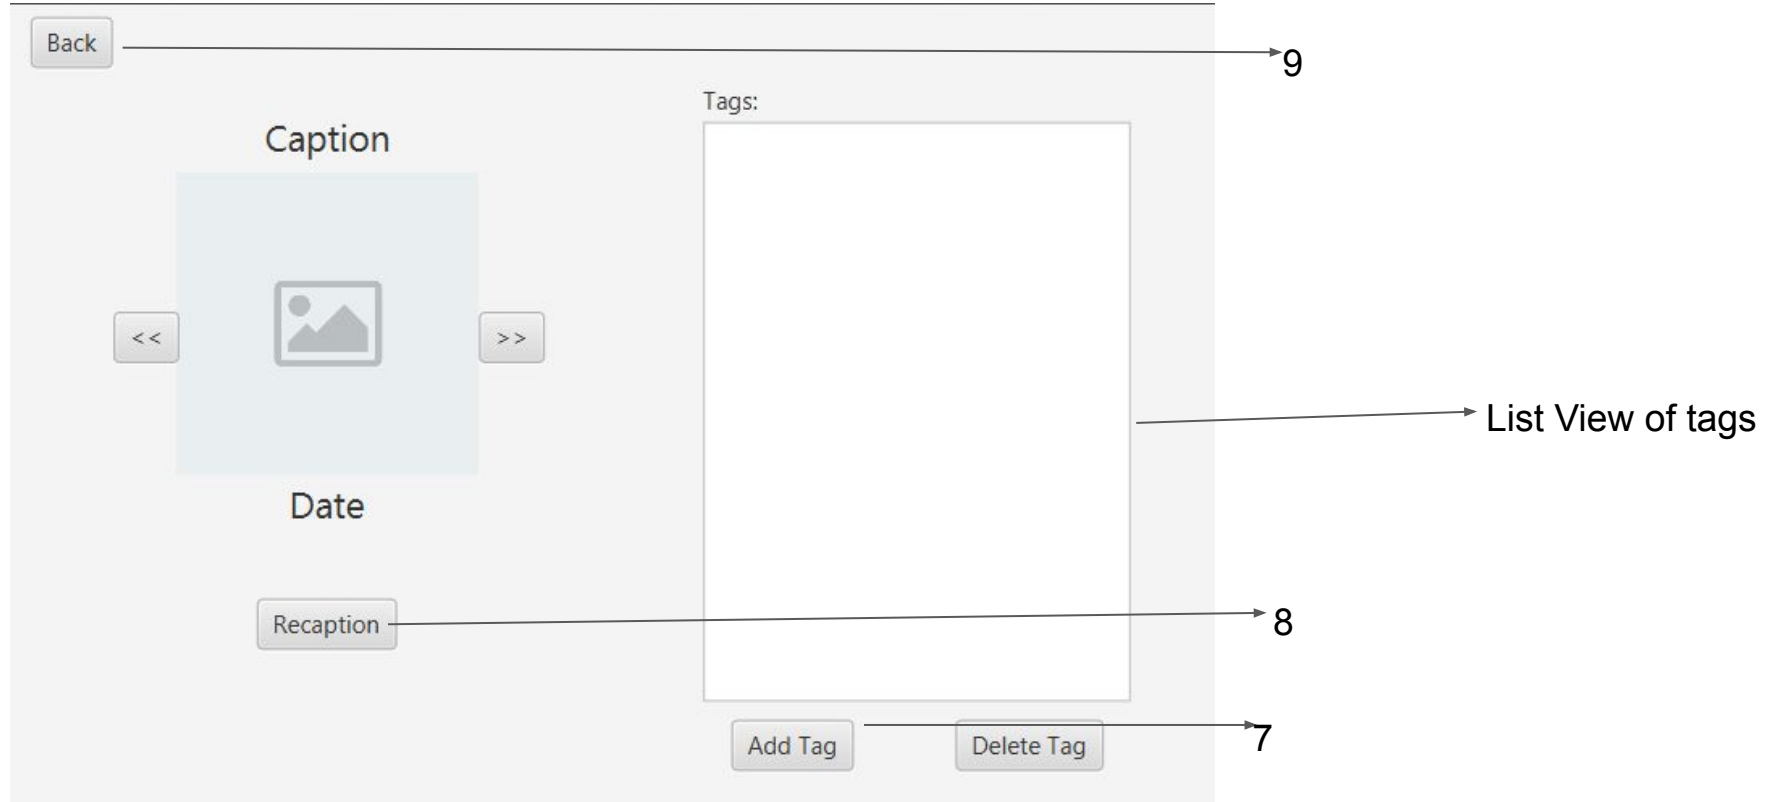 Back
9
Tags:
Caption
<<
>>
List View of tags
Date
Recaption
8
Add Tag
Delete Tag
7